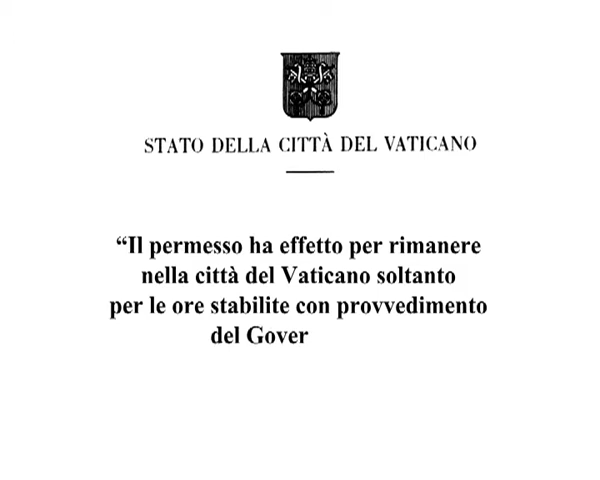 STATO DELLA CITTÀ DEL VATICANO
“Il permesso ha effetto per rimanere
nella città del Vaticano soltanto
per le ore stabilite con provvedimento
del Gover